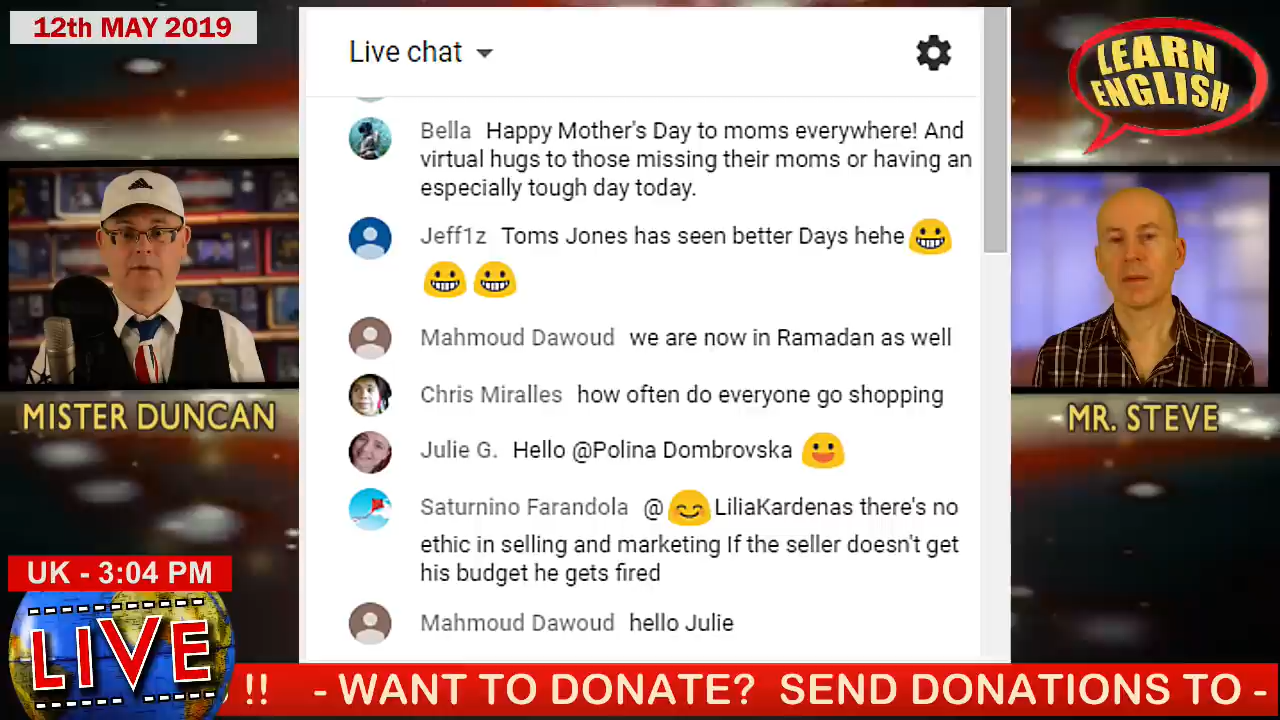 12th MAY 2019
Live chat
LEARN
ENGLISH
Bella Happy Mother's Day to moms everywhere! And
virtual hugs to those missing their moms or having an
especially tough day today.
Jeff1z Toms Jones has seen better Days hehe
Mahmoud Dawoud we are now in Ramadan as well
Chris Miralles how often do everyone go shopping
Julie G. Hello @Polina Dombrovska
Saturnino Farandola @ LiliaKardenas there's no
ethic in selling and marketing If the seller doesn't get
his budget he gets fired
Mahmoud Dawoud hello Julie
MISTER DUNCAN
MR. STEVE
UK - 3:04 PM
LIVE
!! - WANT TO DONATE? SEND DONATIONS TO -